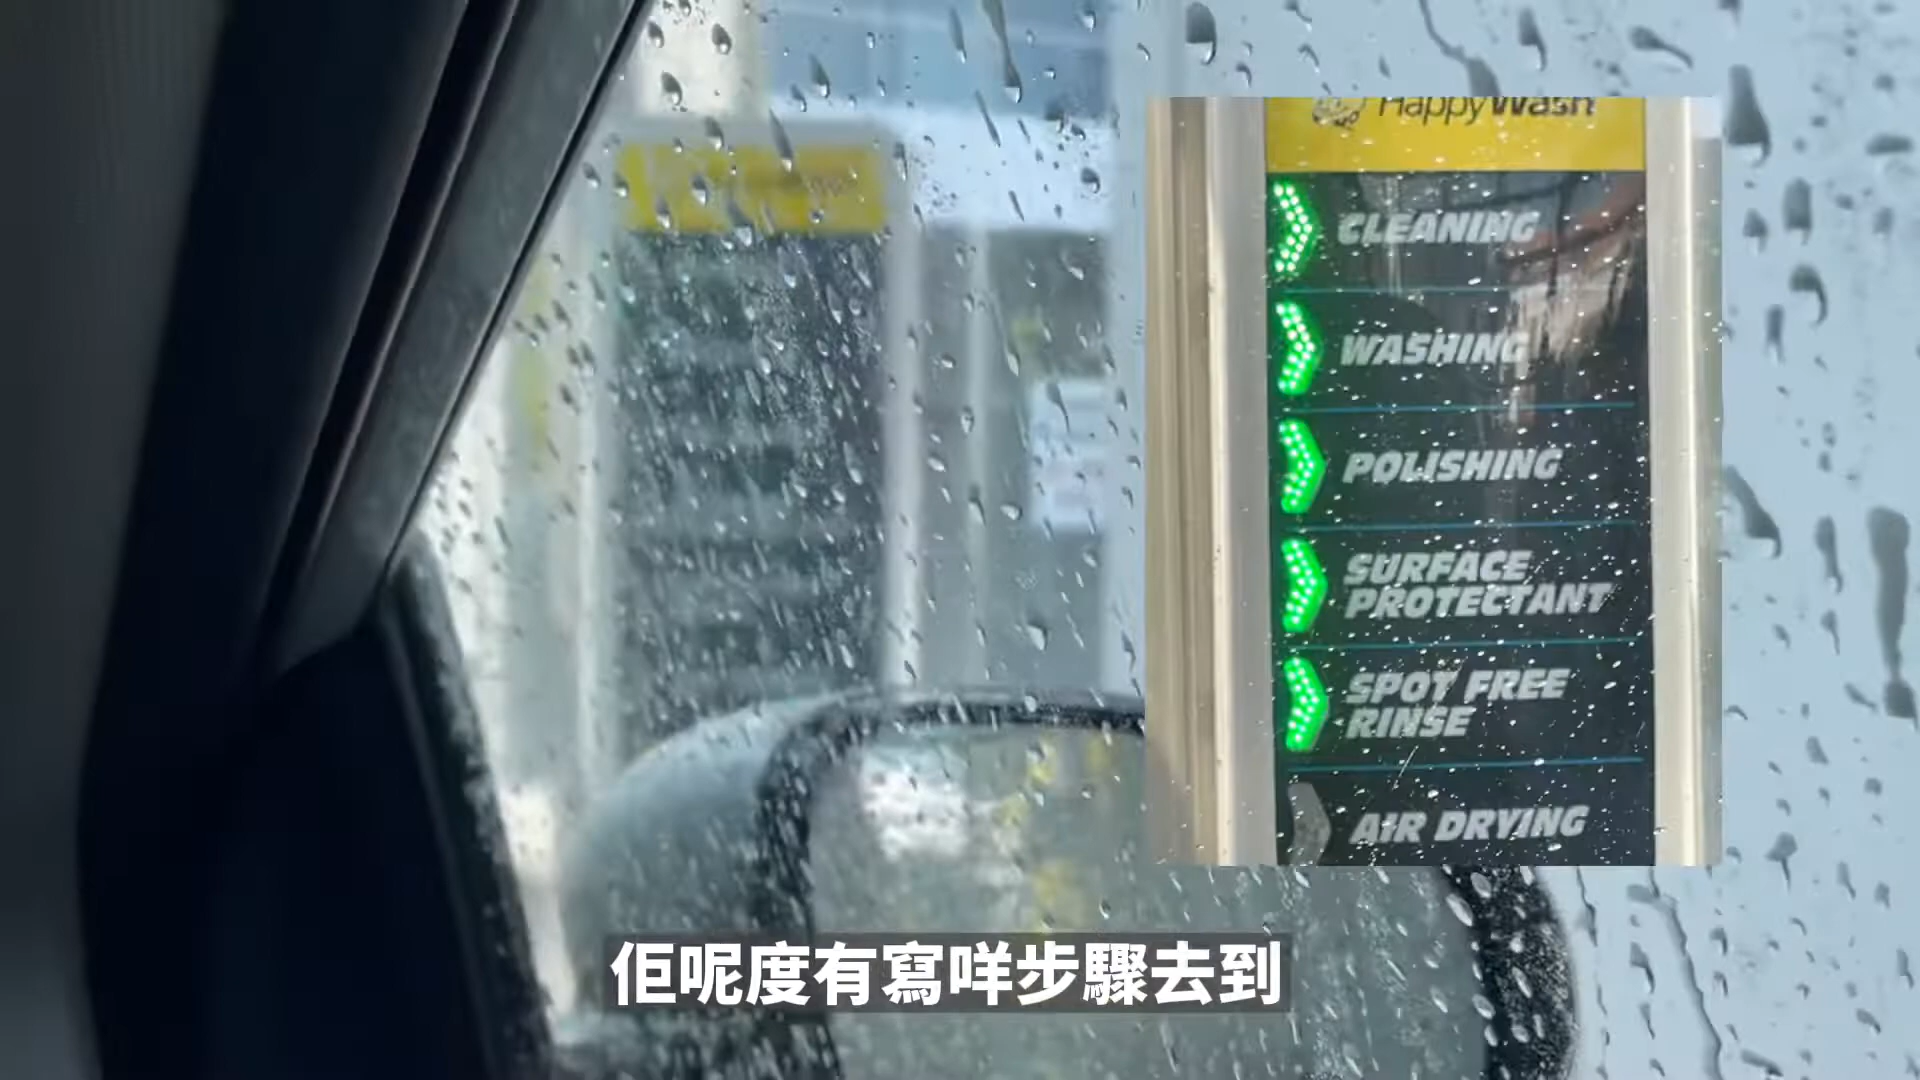 HappyWash
CLEANING
WASHING
POLISHING
SURFACE
PROTECTANT
SPOT FREE
RINSE
AIR DRYING
佢呢度有寫咩步驟去到